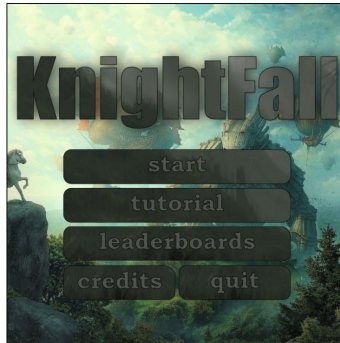 KnightFall
start
tutorial
leaderboards
credits quit